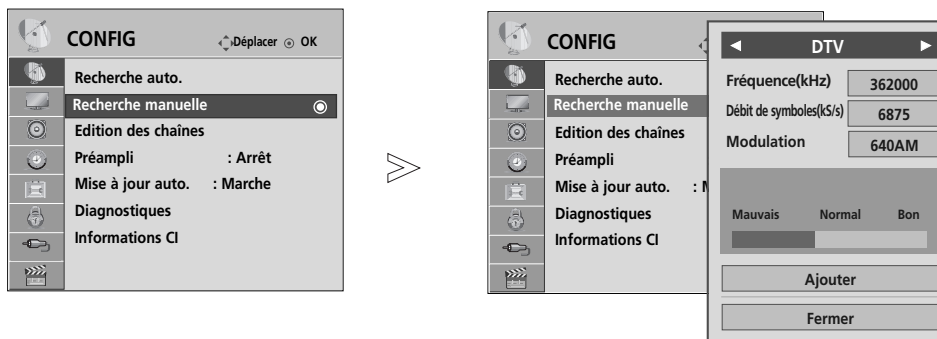 CONFIG
Déplacer OK
Recherche auto.
Recherche manuelle
Edition des chaînes
Préampli : Arrêt
Mise à jour auto. : Marche
Diagnostiques
Informations CI
CONFIG
Recherche auto.
Recherche manuelle
Edition des chaînes
Préampli
Mise à jour auto. :
Diagnostiques
Informations CI
DTV
Fréquence(kHz) 362000
Débit de symboles(kS/s) 6875
Modulation 640AM
Mauvais Normal Bon
Ajouter
Fermer